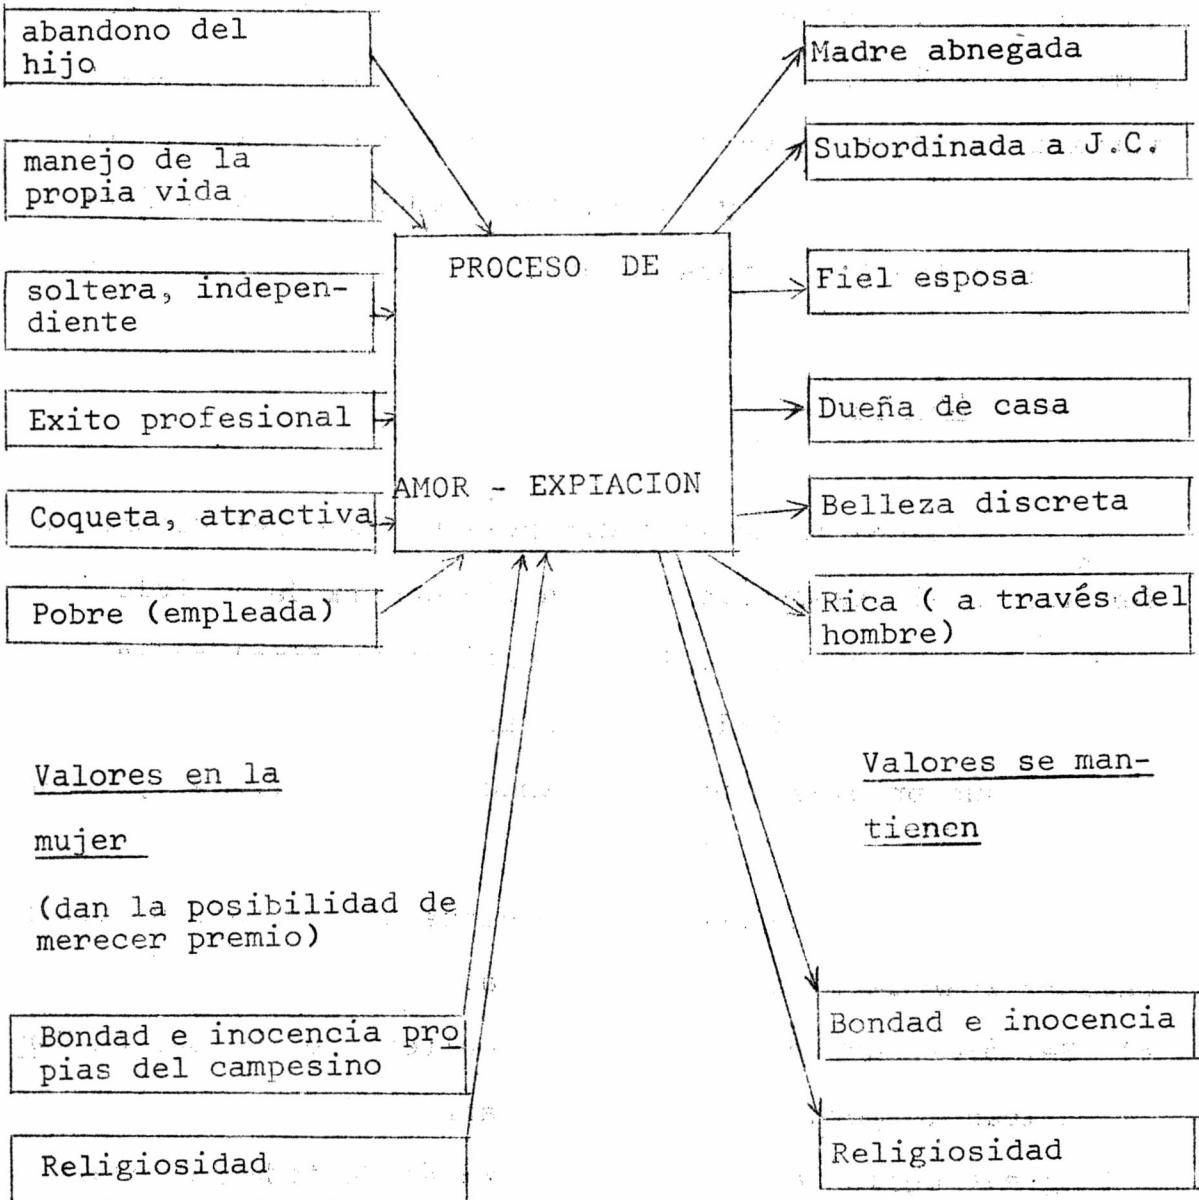 abandono del
hijo
manejo de la
propia vida
soltera, indepen-
diente
Exito profesional
Coqueta, atractiva
Pobre (empleada)
PROCESO DE
AMOR - EXPIACION
Madre abnegada
Subordinada a J.C.
Fiel esposa
Dueña de casa
Belleza discreta
Rica ( a través del
hombre)
Valores en la
mujer
(dan la posibilidad de
merecer premio)
Bondad e inocencia pro
pias del campesino
Religiosidad
Valores se man-
tienen
Bondad e inocencia
Religiosidad